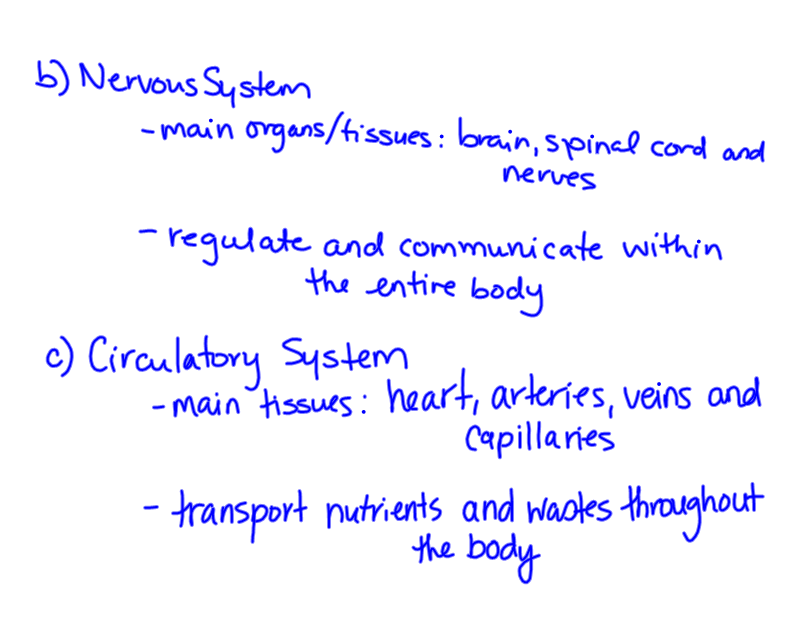 b) Nervous System
- main organs/tissues: brain, spinal cord and
nerves
- regulate and communicate within
the entire body
c) Circulatory System
- main tissues: heart, arteries, veins and
capillaries
- transport nutrients and wastes throughout
the body